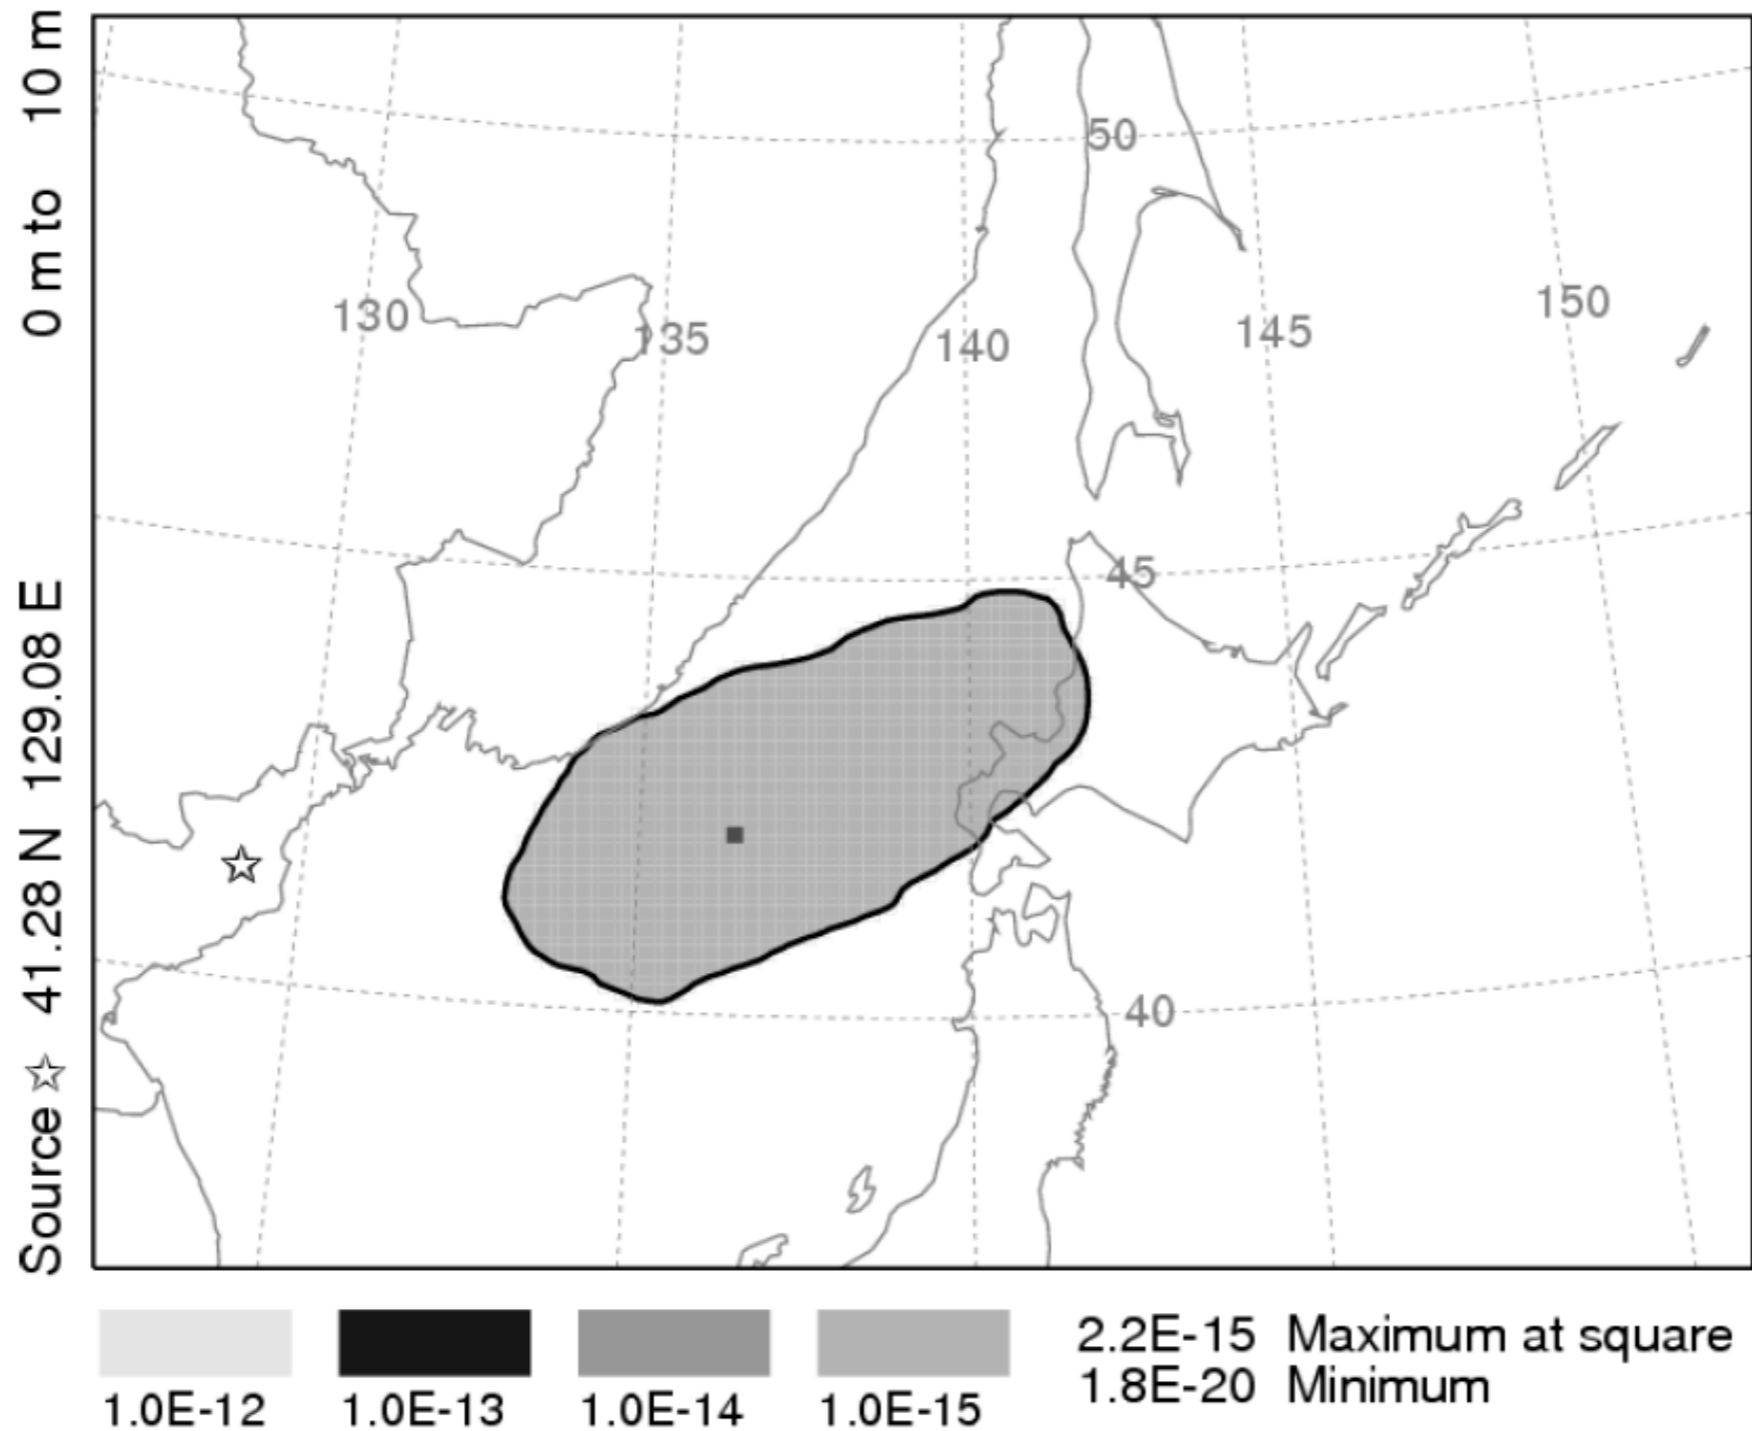 Source ☆ 41.28 N 129.08 E 0 m to 10 m
50
130
135
140
145
150
45
40
1.0E-12
1.0E-13
1.0E-14
1.0E-15
2.2E-15 Maximum at square
1.8E-20 Minimum